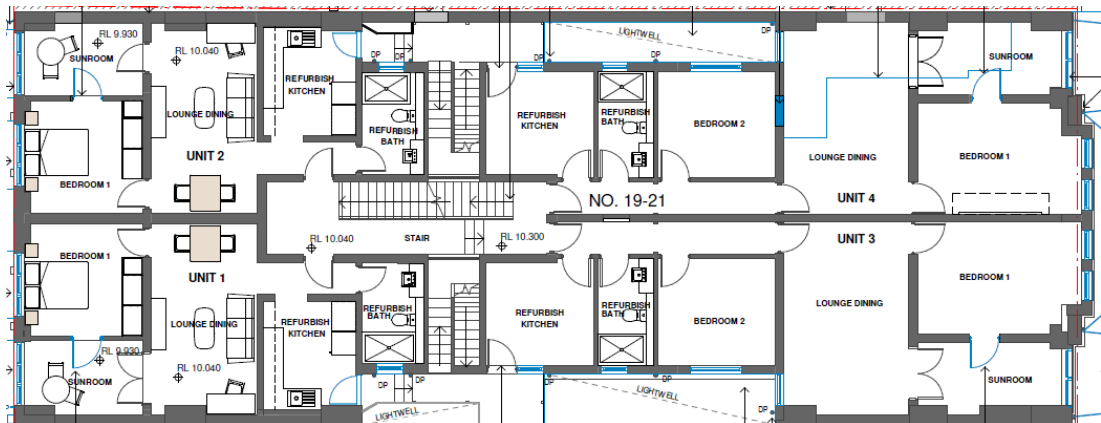 RL 9.930
SUNROOM
RL 10.040
LOUNGE DINING
REFURBISH
KITCHEN
DP
DP
REFURBISH
BATH
UNIT 2
BEDROOM 1
LIGHTWELL
DP
REFURBISH
KITCHEN
REFURBISH
BATH
BEDROOM 2
LOUNGE DINING
UNIT 4
SUNROOM
BEDROOM 1
NO. 19-21
STAIR
RL 10.040
RL 10.300
BEDROOM 1
UNIT 1
LOUNGE DINING
REFURBISH
KITCHEN
REFURBISH
BATH
RL 9.930
SUNROOM
RL 10.040
DP
DP
LIGHTWELL
REFURBISH
KITCHEN
REFURBISH
BATH
BEDROOM 2
LIGHTWELL
DP
UNIT 3
LOUNGE DINING
BEDROOM 1
SUNROOM